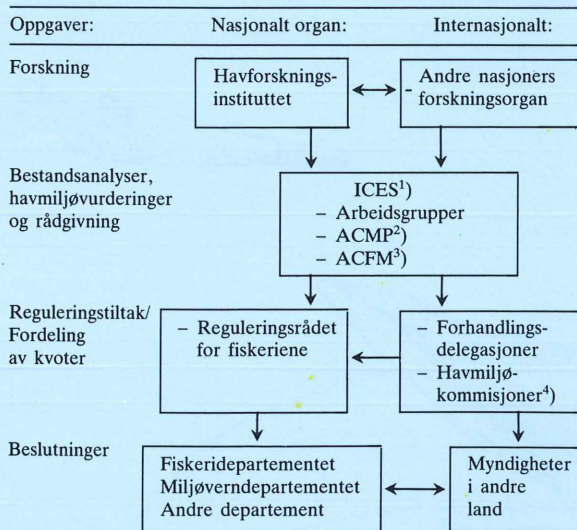 Oppgaver: Nasjonalt organ: Internasjonalt:
Forskning
Havforsknings-
instituttet
- Andre nasjoners
forskningsorgan
Bestandsanalyser,
havmiljøvurderinger
og rådgivning
ICES¹)
– Arbeidsgrupper
– ACMP²)
– ACFM³)
Reguleringstiltak/
Fordeling
av kvoter
– Reguleringsrådet
for fiskeriene
– Forhandlings-
delegasjoner
– Havmiljø-
kommisjoner⁴)
Beslutninger
Fiskeridepartementet
Miljøverndepartementet
Andre departement
Myndigheter
i andre
land